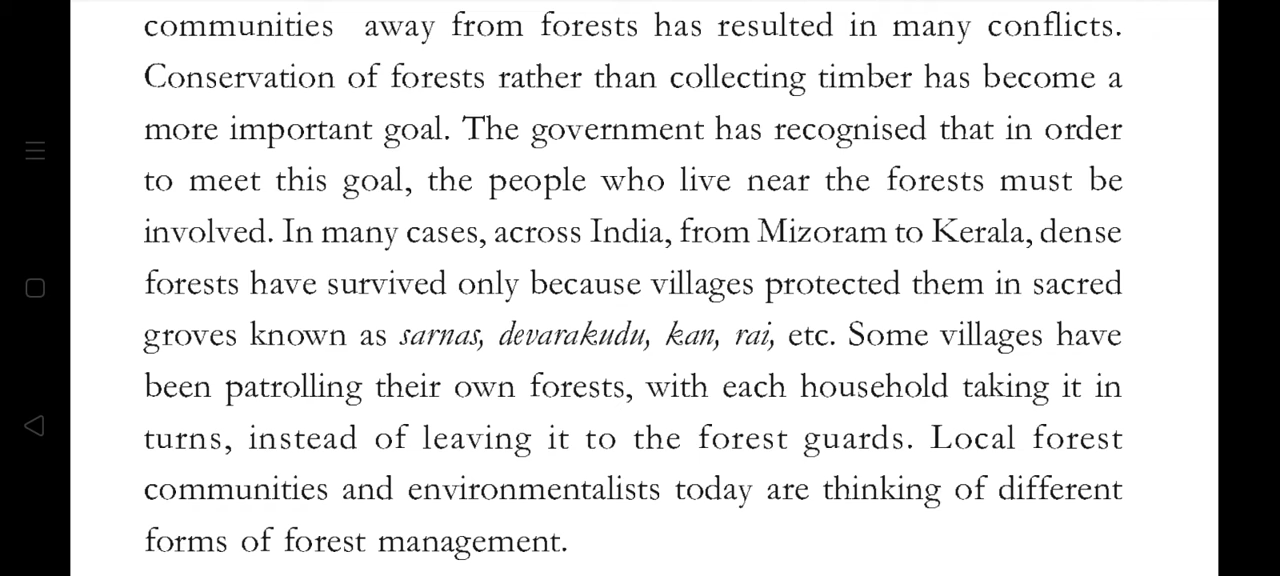 communities away from forests has resulted in many conflicts.
Conservation of forests rather than collecting timber has become a
more important goal. The government has recognised that in order
to meet this goal, the people who live near the forests must be
involved. In many cases, across India, from Mizoram to Kerala, dense
forests have survived only because villages protected them in sacred
groves known as sarnas, devarakudu, kan, rai, etc. Some villages have
been patrolling their own forests, with each household taking it in
turns, instead of leaving it to the forest guards. Local forest
communities and environmentalists today are thinking of different
forms of forest management.